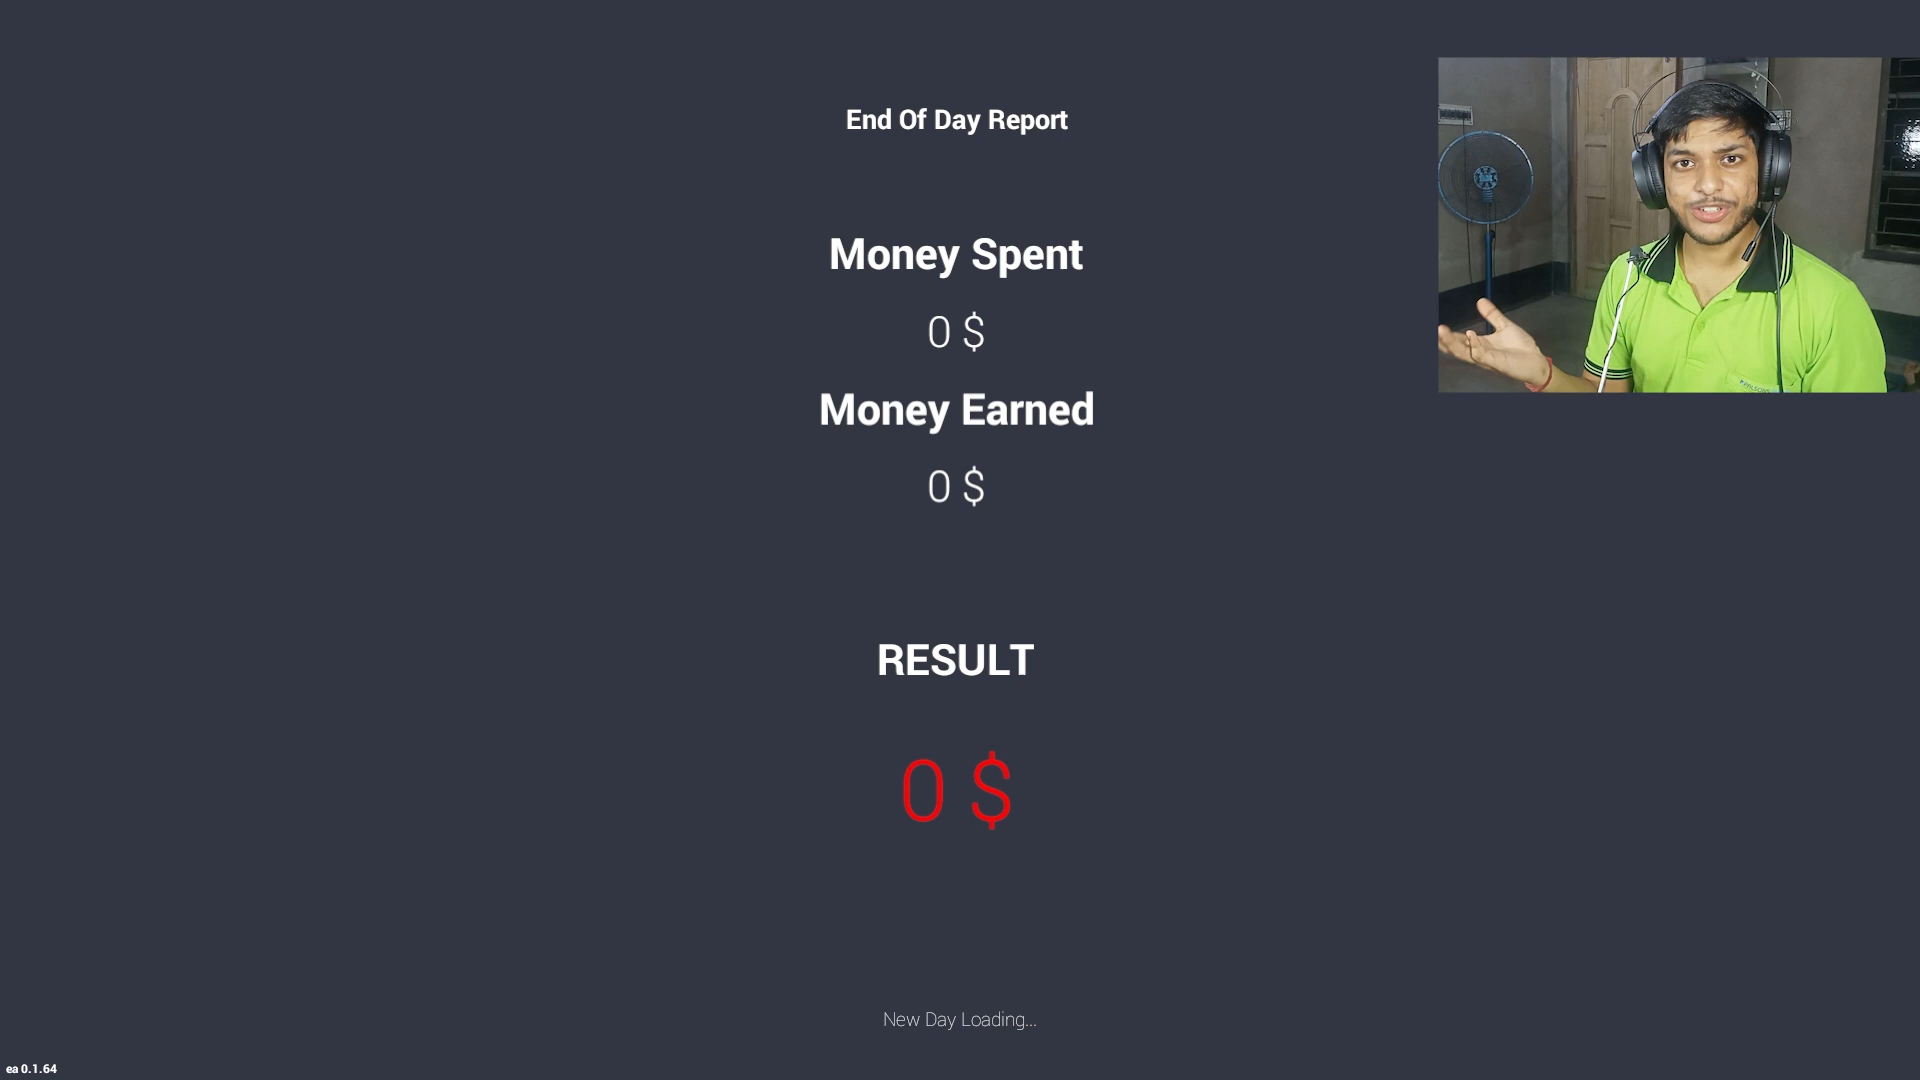 End Of Day Report
Money Spent
0 $
Money Earned
0 $
RESULT
0 $
New Day Loading...
ea 0.1.64